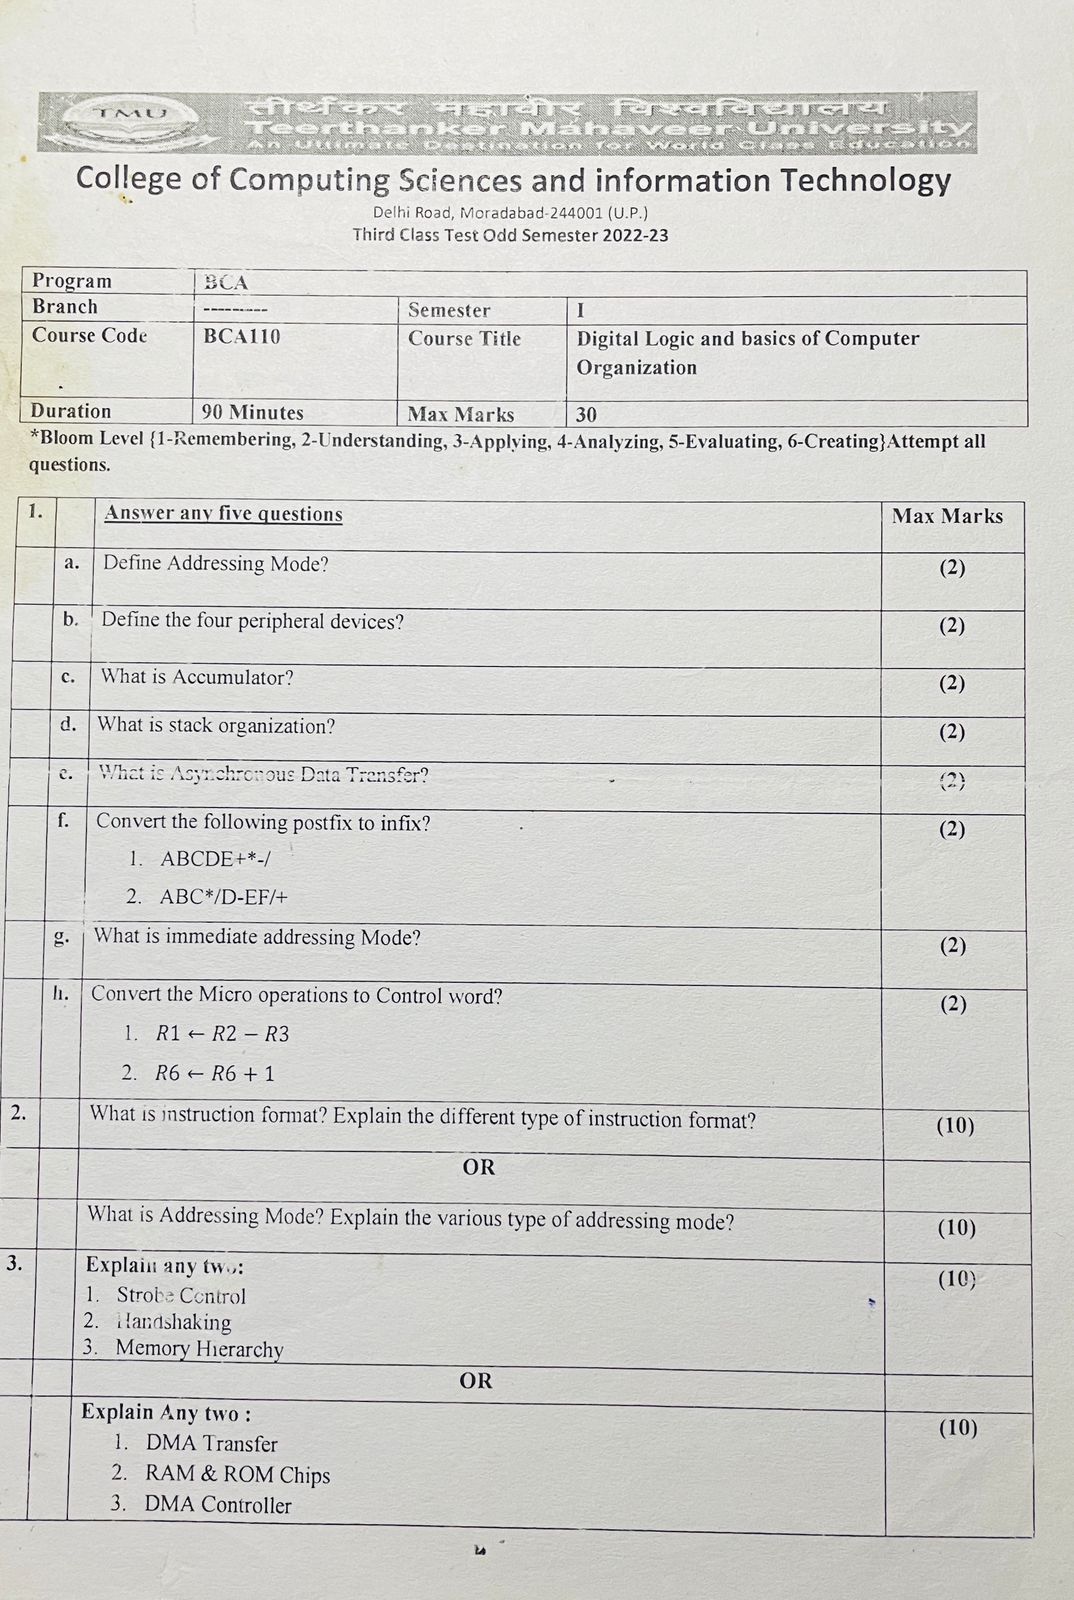 TMU
तीर्थंकर महावीर विश्वविद्यालय
Teerthanker Mahaveer University
An Ultimate Destination for World Class Education
College of Computing Sciences and information Technology
Delhi Road, Moradabad-244001 (U.P.)
Third Class Test Odd Semester 2022-23
Program BCA
Branch --------- Semester I
Course Code BCA110 Course Title Digital Logic and basics of Computer
Organization
Duration 90 Minutes Max Marks 30
*Bloom Level {1-Remembering, 2-Understanding, 3-Applying, 4-Analyzing, 5-Evaluating, 6-Creating}Attempt all
questions.
1. Answer any five questions Max Marks
a. Define Addressing Mode? (2)
b. Define the four peripheral devices? (2)
c. What is Accumulator? (2)
d. What is stack organization? (2)
e. What is Asynchronous Data Transfer? (2)
f. Convert the following postfix to infix? (2)
1. ABCDE+*-/
2. ABC*/D-EF/+
g. What is immediate addressing Mode? (2)
h. Convert the Micro operations to Control word? (2)
1. R1 ← R2 − R3
2. R6 ← R6 + 1
2. What is instruction format? Explain the different type of instruction format? (10)
OR
What is Addressing Mode? Explain the various type of addressing mode? (10)
3. Explain any two: (10)
1. Strobe Control
2. Handshaking
3. Memory Hierarchy
OR
Explain Any two : (10)
1. DMA Transfer
2. RAM & ROM Chips
3. DMA Controller